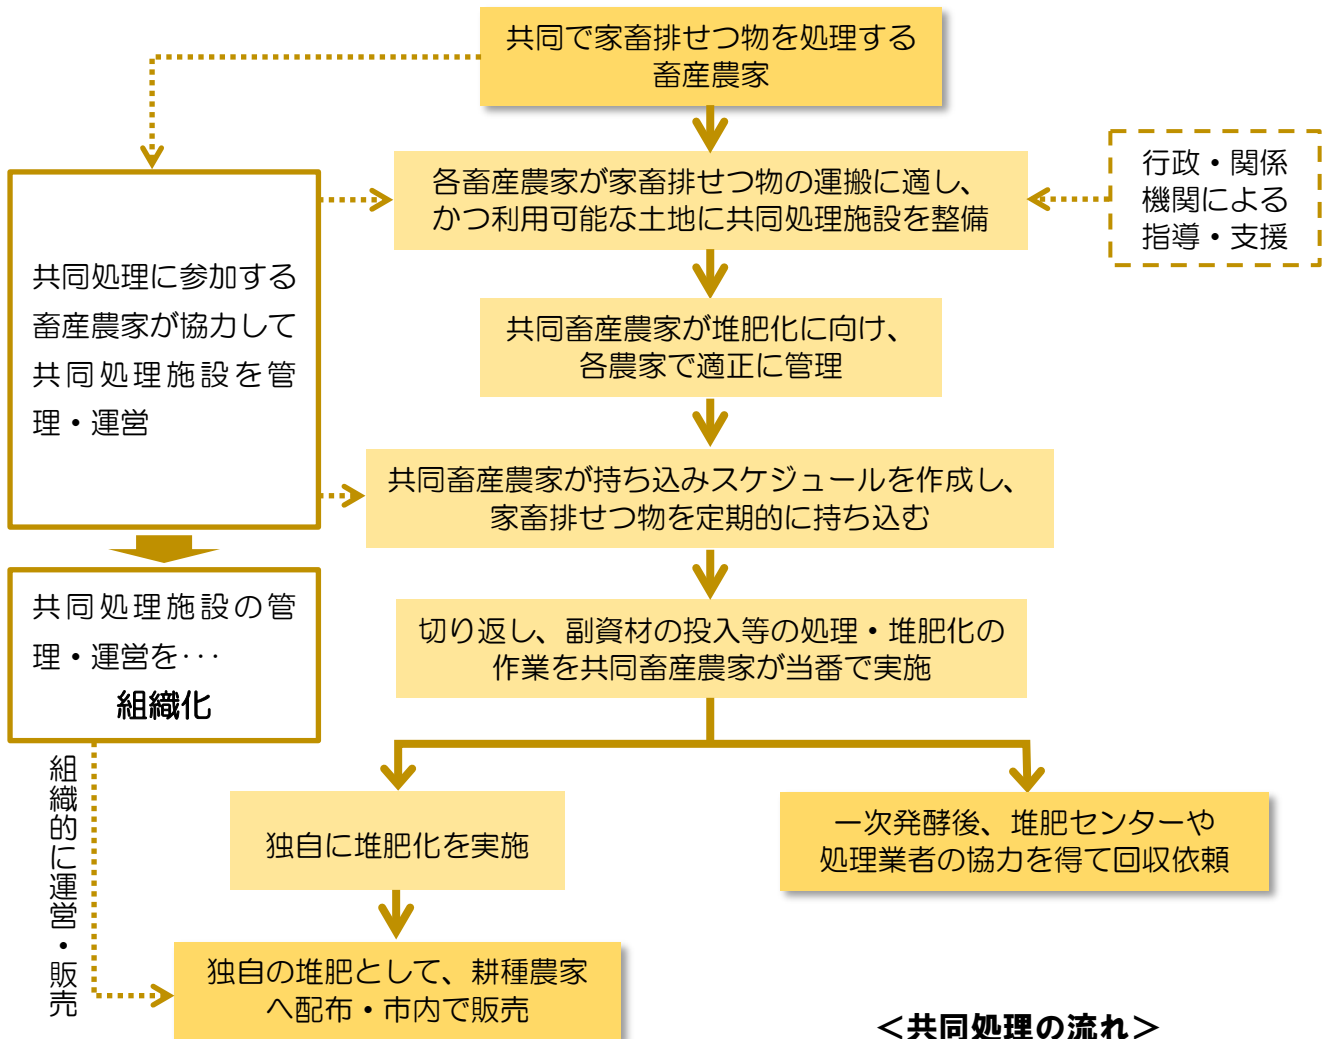 共同で家畜排せつ物を処理する
畜産農家
各畜産農家が家畜排せつ物の運搬に適し、
かつ利用可能な土地に共同処理施設を整備
行政・関係
機関による
指導・支援
共同処理に参加する
畜産農家が協力して
共同処理施設を管
理・運営
共同畜産農家が堆肥化に向け、
各農家で適正に管理
共同畜産農家が持ち込みスケジュールを作成し、
家畜排せつ物を定期的に持ち込む
共同処理施設の管
理・運営を･･･
組織化
切り返し、副資材の投入等の処理・堆肥化の
作業を共同畜産農家が当番で実施
組織的に運営・販売
独自に堆肥化を実施
一次発酵後、堆肥センターや
処理業者の協力を得て回収依頼
独自の堆肥として、耕種農家
へ配布・市内で販売
＜共同処理の流れ＞